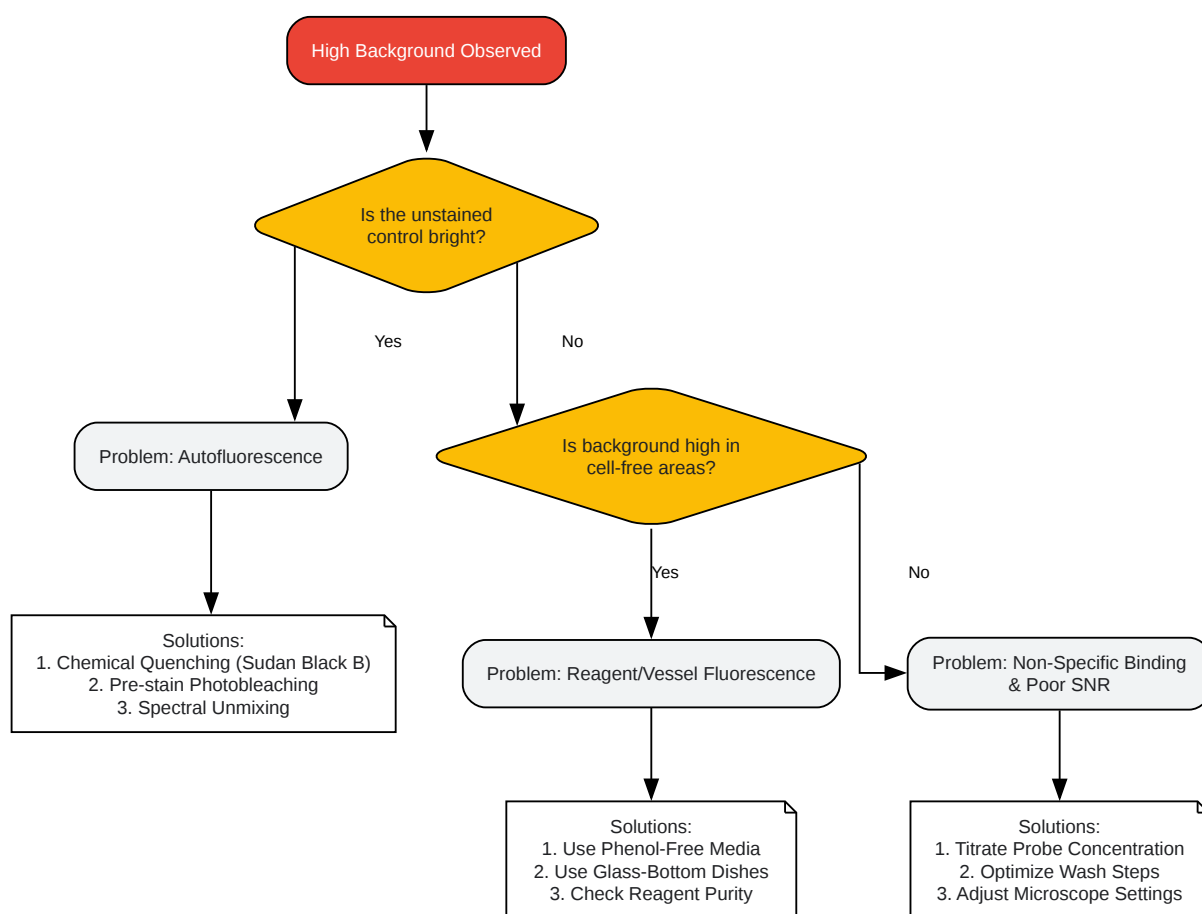 High Background Observed
Is the unstained
control bright?
Yes
No
Problem: Autofluorescence
Is background high in
cell-free areas?
Yes
No
Solutions:
1. Chemical Quenching (Sudan Black B)
2. Pre-stain Photobleaching
3. Spectral Unmixing
Problem: Reagent/Vessel Fluorescence
Problem: Non-Specific Binding
& Poor SNR
Solutions:
1. Use Phenol-Free Media
2. Use Glass-Bottom Dishes
3. Check Reagent Purity
Solutions:
1. Titrate Probe Concentration
2. Optimize Wash Steps
3. Adjust Microscope Settings